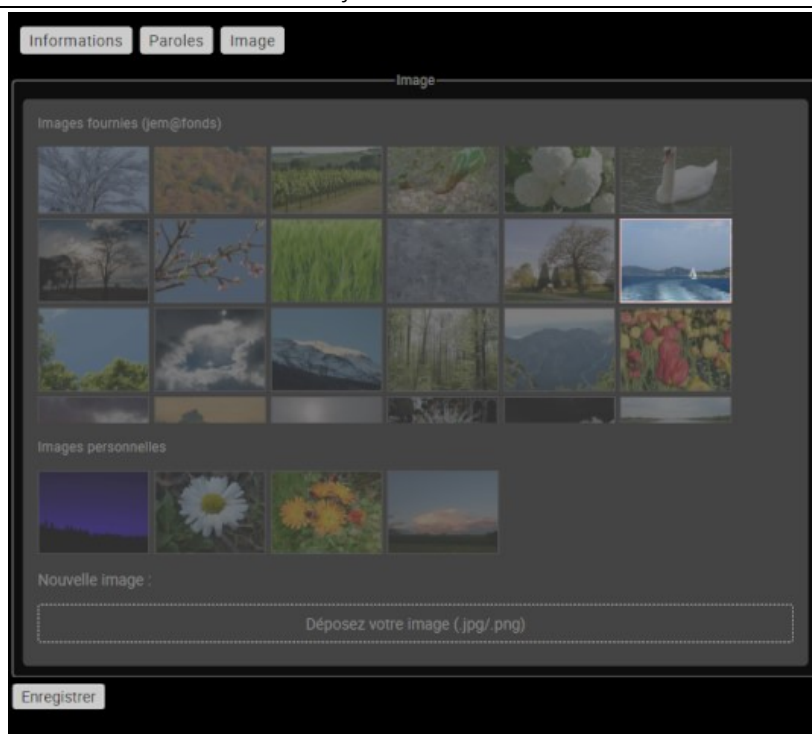 Informations Paroles Image
Image
Images fournies (jem@fonds)
Images personnelles
Nouvelle image :
Déposez votre image (.jpg/.png)
Enregistrer